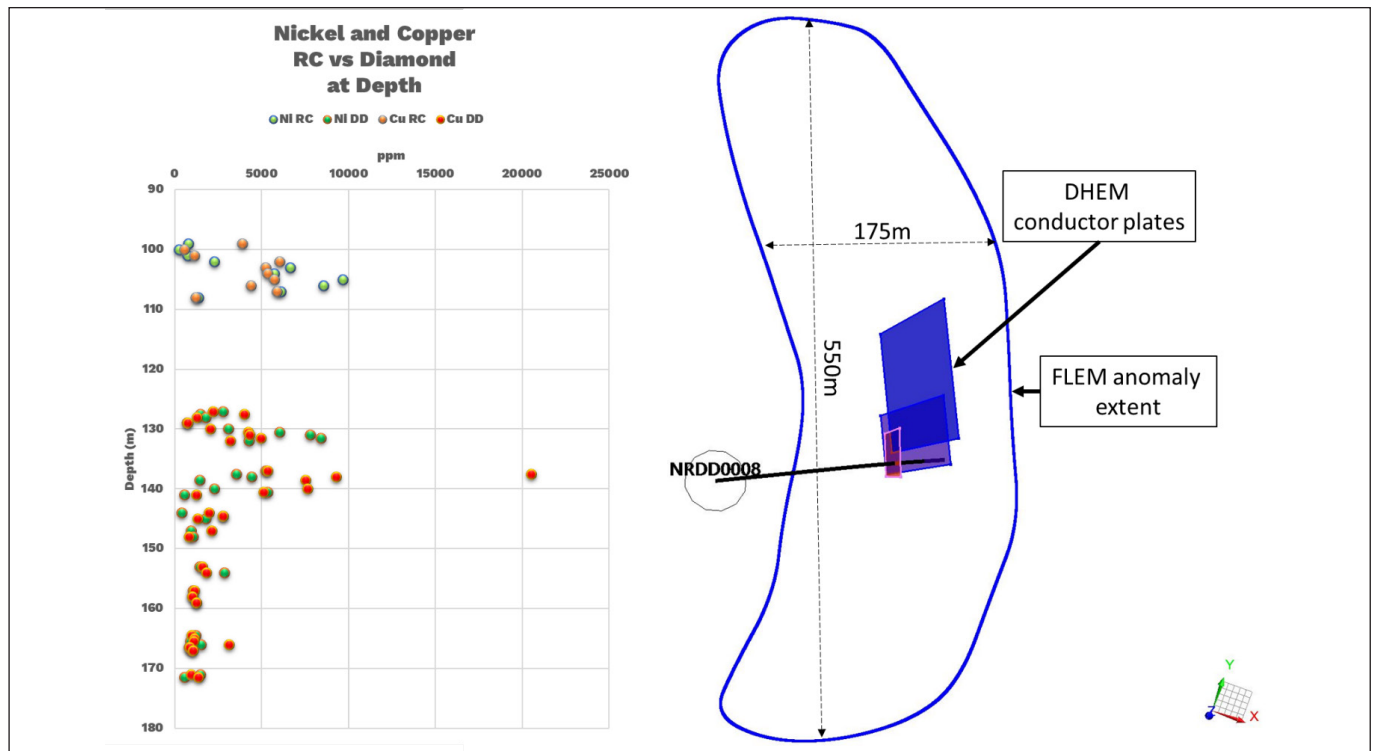 Nickel and Copper
RC vs Diamond
at Depth
Ni RC Ni DD Cu RC Cu DD
ppm
0 5000 10000 15000 20000 25000
90
100
110
120
130
140
150
160
170
180
Depth (m)
175m
550m
DHEM
conductor plates
FLEM anomaly
extent
NRDD0008
Y
Z
X